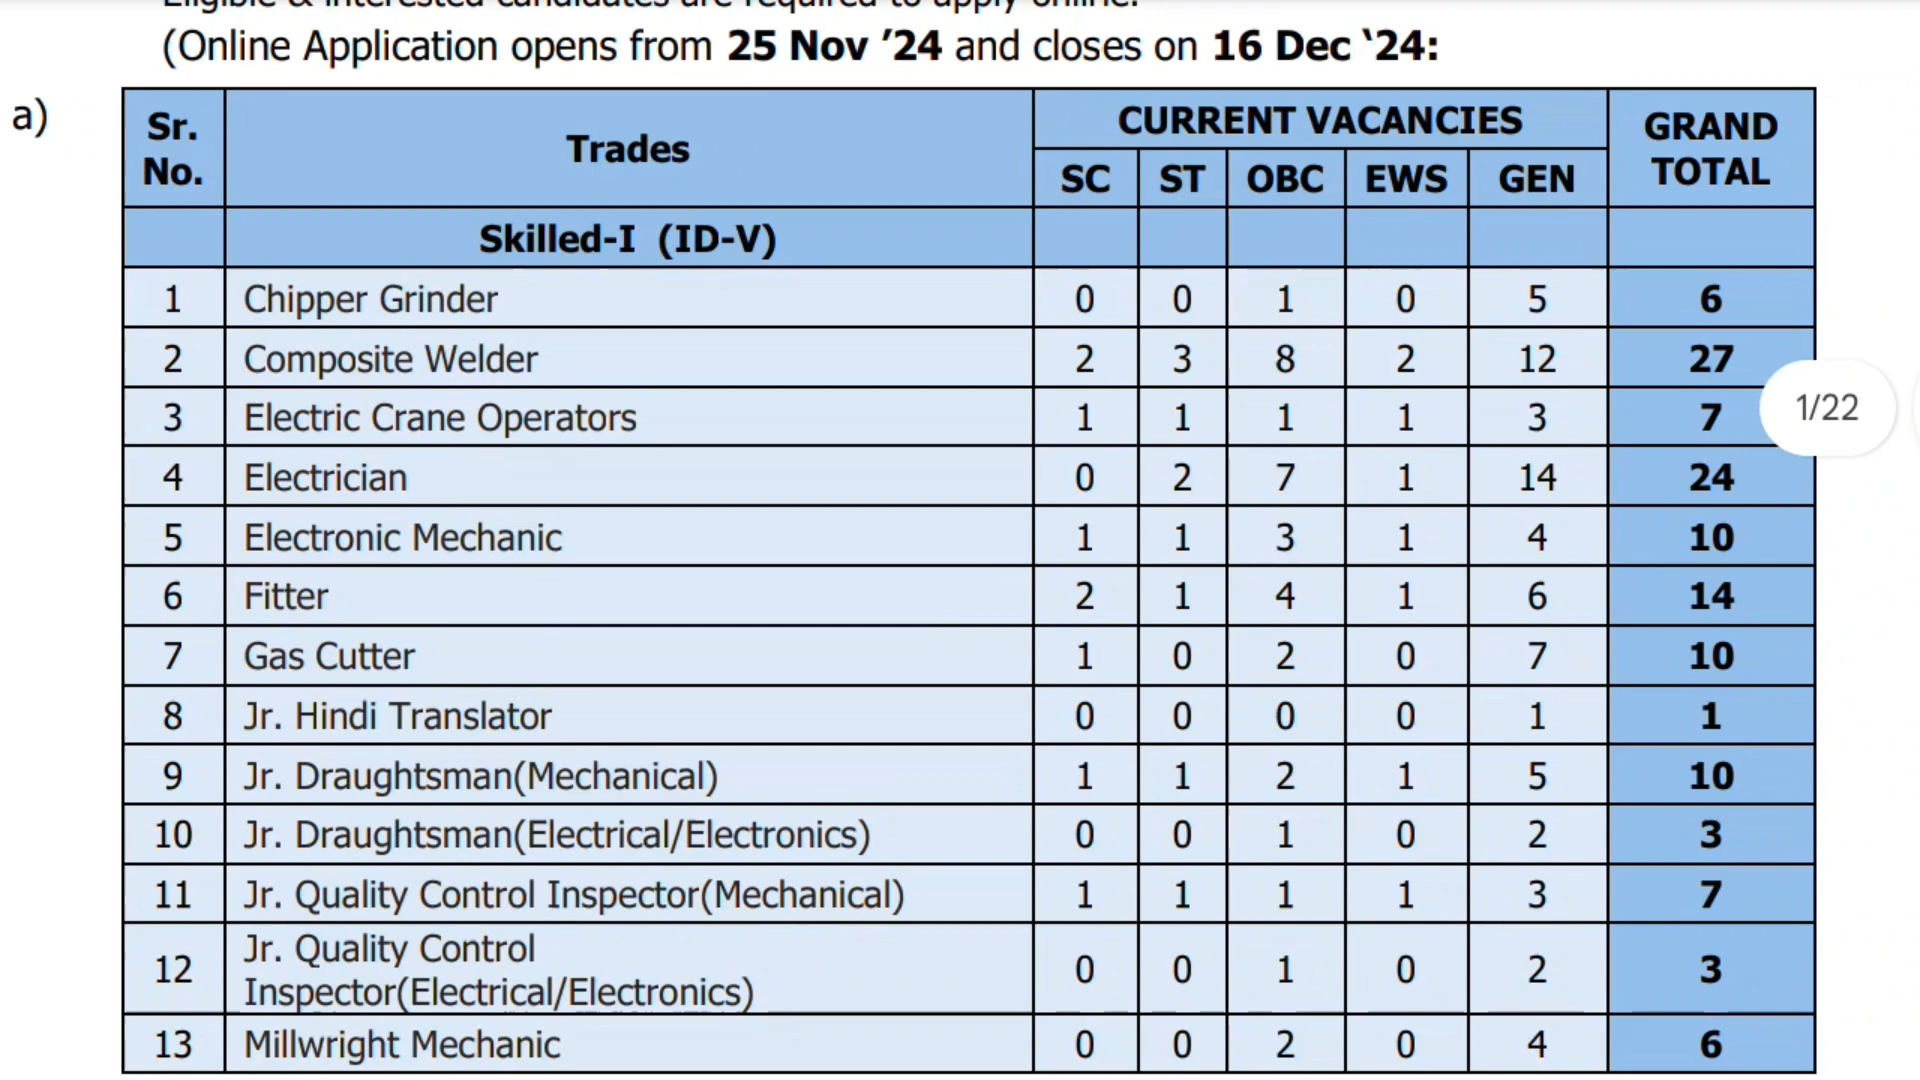 Eligible & interested candidates are required to apply online.
(Online Application opens from 25 Nov ’24 and closes on 16 Dec ‘24:
a)
Sr. No. Trades CURRENT VACANCIES GRAND TOTAL
SC ST OBC EWS GEN
Skilled-I (ID-V)
1 Chipper Grinder 0 0 1 0 5 6
2 Composite Welder 2 3 8 2 12 27
3 Electric Crane Operators 1 1 1 1 3 7
1/22
4 Electrician 0 2 7 1 14 24
5 Electronic Mechanic 1 1 3 1 4 10
6 Fitter 2 1 4 1 6 14
7 Gas Cutter 1 0 2 0 7 10
8 Jr. Hindi Translator 0 0 0 0 1 1
9 Jr. Draughtsman(Mechanical) 1 1 2 1 5 10
10 Jr. Draughtsman(Electrical/Electronics) 0 0 1 0 2 3
11 Jr. Quality Control Inspector(Mechanical) 1 1 1 1 3 7
12 Jr. Quality Control
Inspector(Electrical/Electronics) 0 0 1 0 2 3
13 Millwright Mechanic 0 0 2 0 4 6